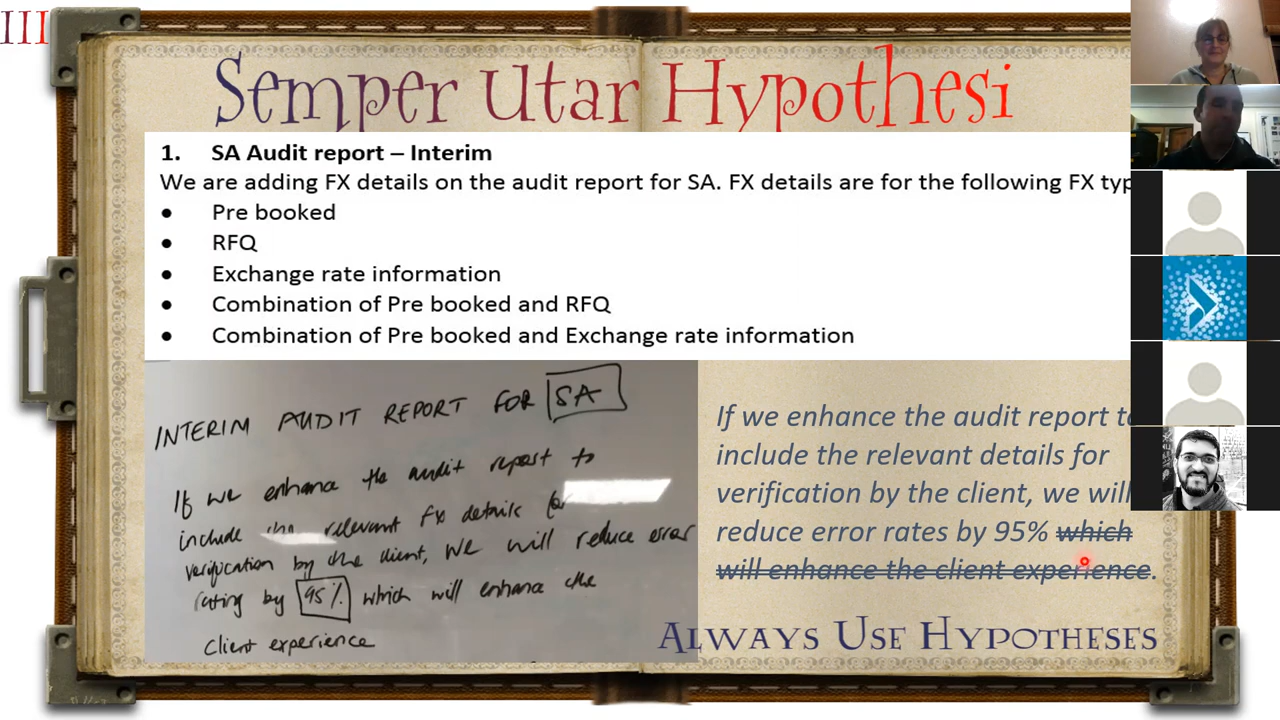 III
Semper Utar Hypothesi
1. SA Audit report – Interim
We are adding FX details on the audit report for SA. FX details are for the following FX typ
● Pre booked
● RFQ
● Exchange rate information
● Combination of Pre booked and RFQ
● Combination of Pre booked and Exchange rate information
INTERIM AUDIT REPORT FOR SA
If we enhance the audit report to
include the relevant FX details for
verification by the client, we will reduce error
rating by 95% which will enhance the
client experience
If we enhance the audit report to
include the relevant details for
verification by the client, we will
reduce error rates by 95% which
will enhance the client experience.
ALWAYS USE HYPOTHESES